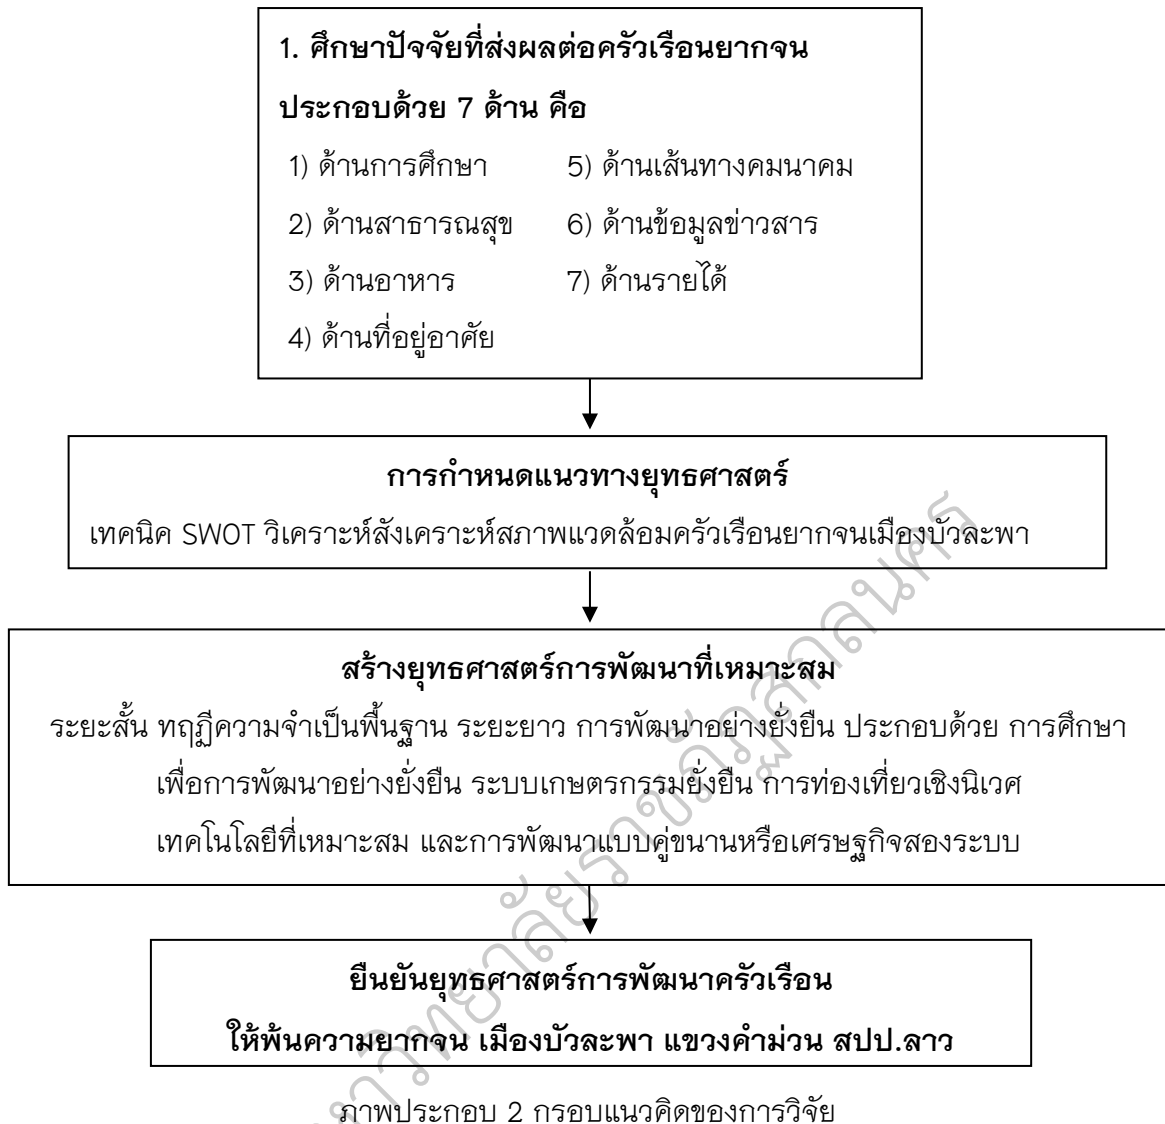 1. ศึกษาปัจจัยที่ส่งผลต่อครัวเรือนยากจน
ประกอบด้วย 7 ด้าน คือ
1) ด้านการศึกษา 5) ด้านเส้นทางคมนาคม
2) ด้านสาธารณสุข 6) ด้านข้อมูลข่าวสาร
3) ด้านอาหาร 7) ด้านรายได้
4) ด้านที่อยู่อาศัย
การกำหนดแนวทางยุทธศาสตร์
เทคนิค SWOT วิเคราะห์สังเคราะห์สภาพแวดล้อมครัวเรือนยากจนเมืองบัวละพา
สร้างยุทธศาสตร์การพัฒนาที่เหมาะสม
ระยะสั้น ทฤฎีความจำเป็นพื้นฐาน ระยะยาว การพัฒนาอย่างยั่งยืน ประกอบด้วย การศึกษา
เพื่อการพัฒนาอย่างยั่งยืน ระบบเกษตรกรรมยั่งยืน การท่องเที่ยวเชิงนิเวศ
เทคโนโลยีที่เหมาะสม และการพัฒนาแบบคู่ขนานหรือเศรษฐกิจสองระบบ
ยืนยันยุทธศาสตร์การพัฒนาครัวเรือน
ให้พ้นความยากจน เมืองบัวละพา แขวงคำม่วน สปป.ลาว
ภาพประกอบ 2 กรอบแนวคิดของการวิจัย